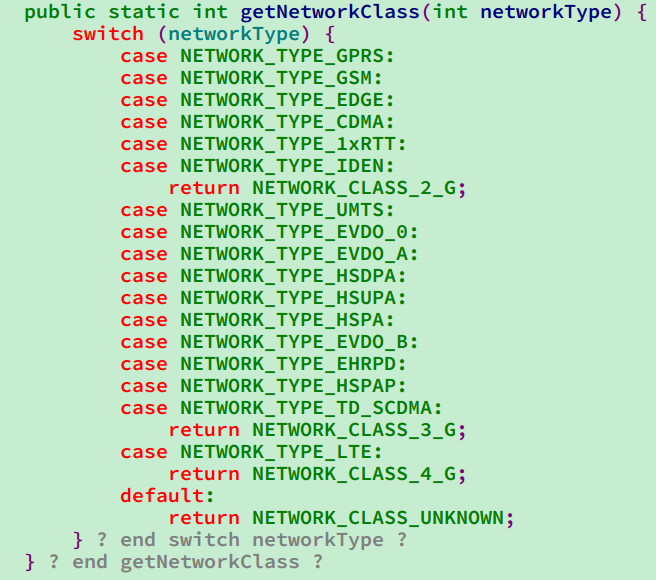 public static int getNetworkClass(int networkType) {
switch (networkType) {
case NETWORK_TYPE_GPRS:
case NETWORK_TYPE_GSM:
case NETWORK_TYPE_EDGE:
case NETWORK_TYPE_CDMA:
case NETWORK_TYPE_1xRTT:
case NETWORK_TYPE_IDEN:
return NETWORK_CLASS_2_G;
case NETWORK_TYPE_UMTS:
case NETWORK_TYPE_EVDO_0:
case NETWORK_TYPE_EVDO_A:
case NETWORK_TYPE_HSDPA:
case NETWORK_TYPE_HSUPA:
case NETWORK_TYPE_HSPA:
case NETWORK_TYPE_EVDO_B:
case NETWORK_TYPE_EHRPD:
case NETWORK_TYPE_HSPAP:
case NETWORK_TYPE_TD_SCDMA:
return NETWORK_CLASS_3_G;
case NETWORK_TYPE_LTE:
return NETWORK_CLASS_4_G;
default:
return NETWORK_CLASS_UNKNOWN;
} ? end switch networkType ?
} ? end getNetworkClass ?